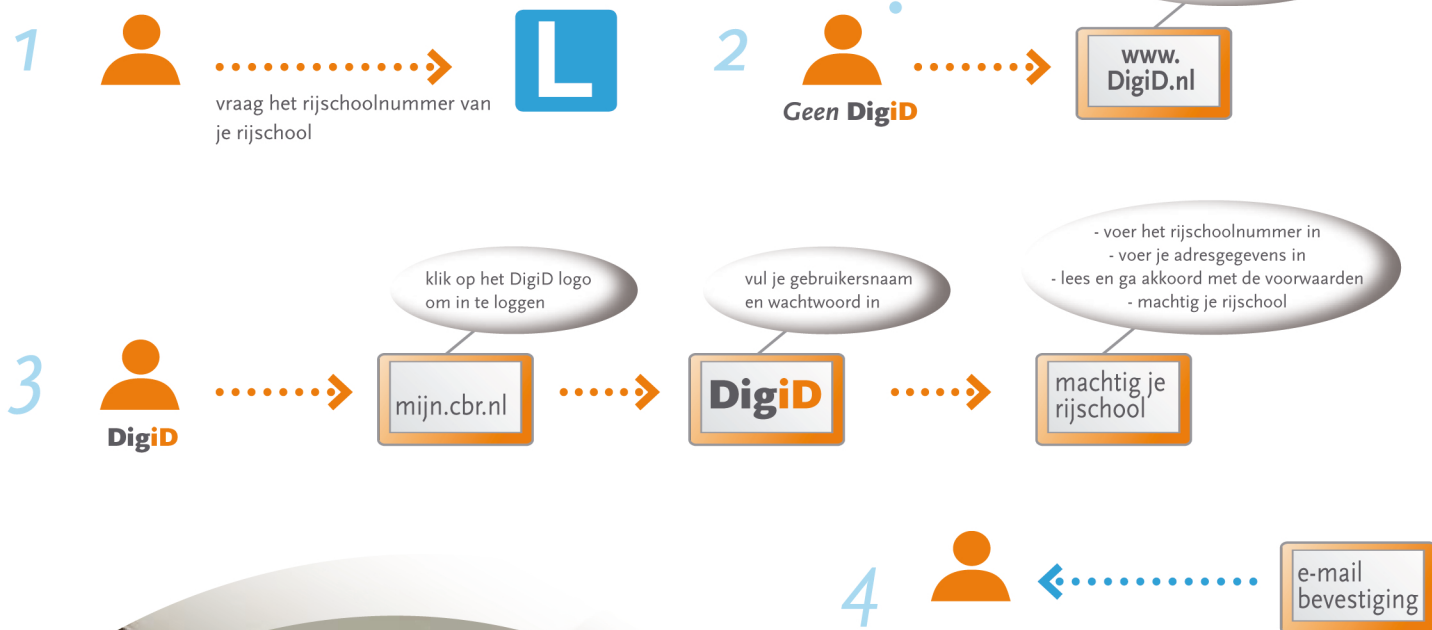 1
vraag het rijschoolnummer van
je rijschool
L
2
Geen DigiD
www.
DigiD.nl
3
DigiD
klik op het DigiD logo
om in te loggen
mijn.cbr.nl
vul je gebruikersnaam
en wachtwoord in
DigiD
- voer het rijschoolnummer in
- voer je adresgegevens in
- lees en ga akkoord met de voorwaarden
- machtig je rijschool
machtig je
rijschool
4
e-mail
bevestiging